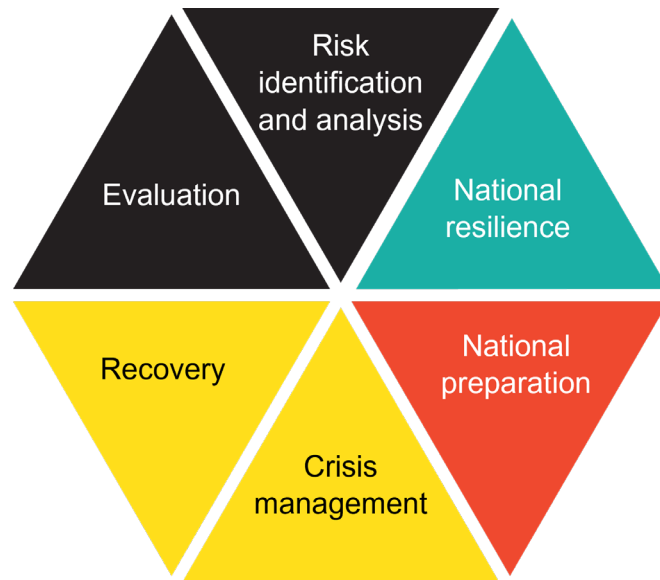 Risk
identification
and analysis
National
resilience
National
preparation
Crisis
management
Recovery
Evaluation